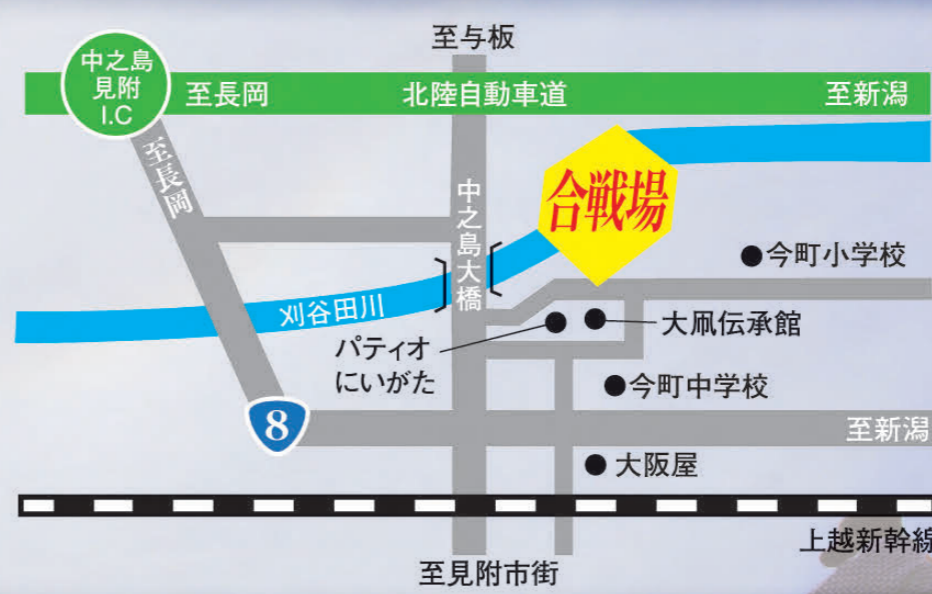 至与板
中之島
見附
I.C
至長岡
北陸自動車道
至新潟
至長岡
中之島大橋
合戦場
今町小学校
刈谷田川
パティオ
にいがた
大凧伝承館
今町中学校
8
至新潟
大阪屋
上越新幹線
至見附市街